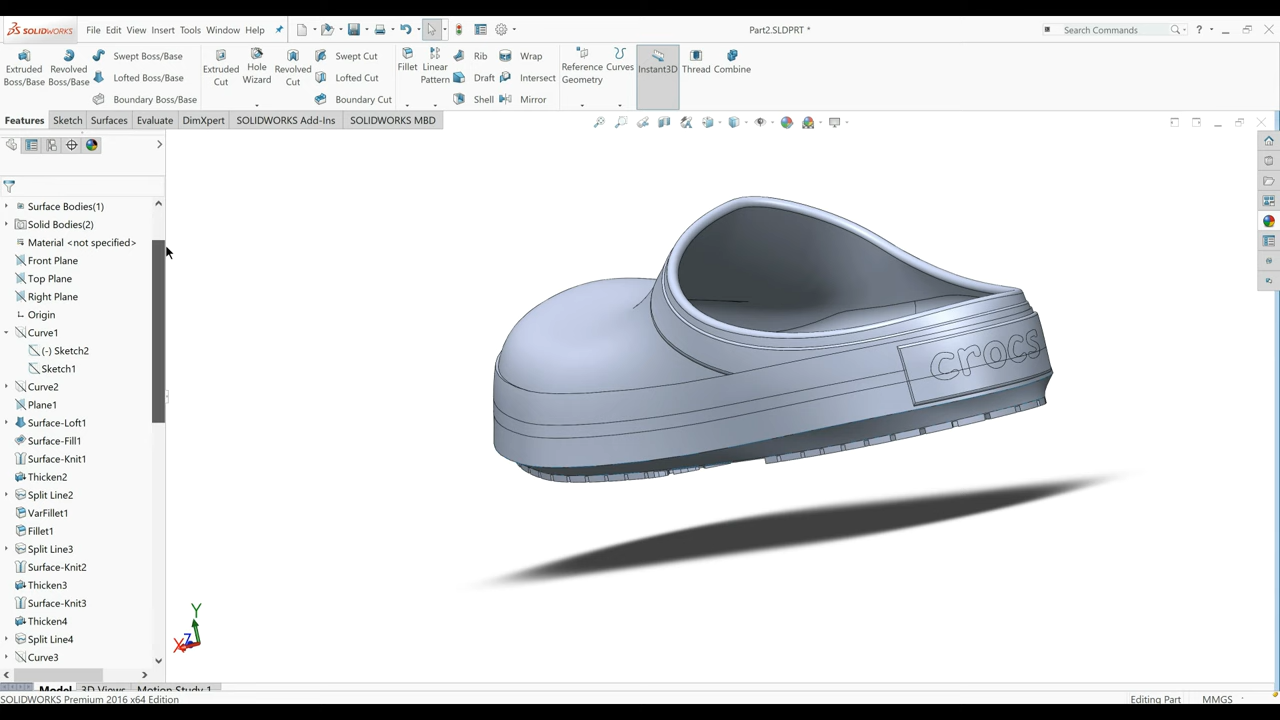 SOLIDWORKS File Edit View Insert Tools Window Help Part2.SLDPRT * Search Commands ?
Extruded Boss/Base Revolved Boss/Base Swept Boss/Base Lofted Boss/Base Boundary Boss/Base Extruded Cut Hole Wizard Revolved Cut Swept Cut Lofted Cut Boundary Cut Fillet Linear Pattern Rib Draft Shell Wrap Intersect Mirror Reference Geometry Curves Instant3D Thread Combine
Features Sketch Surfaces Evaluate DimXpert SOLIDWORKS Add-Ins SOLIDWORKS MBD
Surface Bodies(1)
Solid Bodies(2)
Material <not specified>
Front Plane
Top Plane
Right Plane
Origin
Curve1
(-) Sketch2
Sketch1
Curve2
Plane1
Surface-Loft1
Surface-Fill1
Surface-Knit1
Thicken2
Split Line2
VarFillet1
Fillet1
Split Line3
Surface-Knit2
Thicken3
Surface-Knit3
Thicken4
Split Line4
Curve3
crocs
Y
X
Z
Model 3D Views Motion Study 1
SOLIDWORKS Premium 2016 x64 Edition Editing Part MMGS